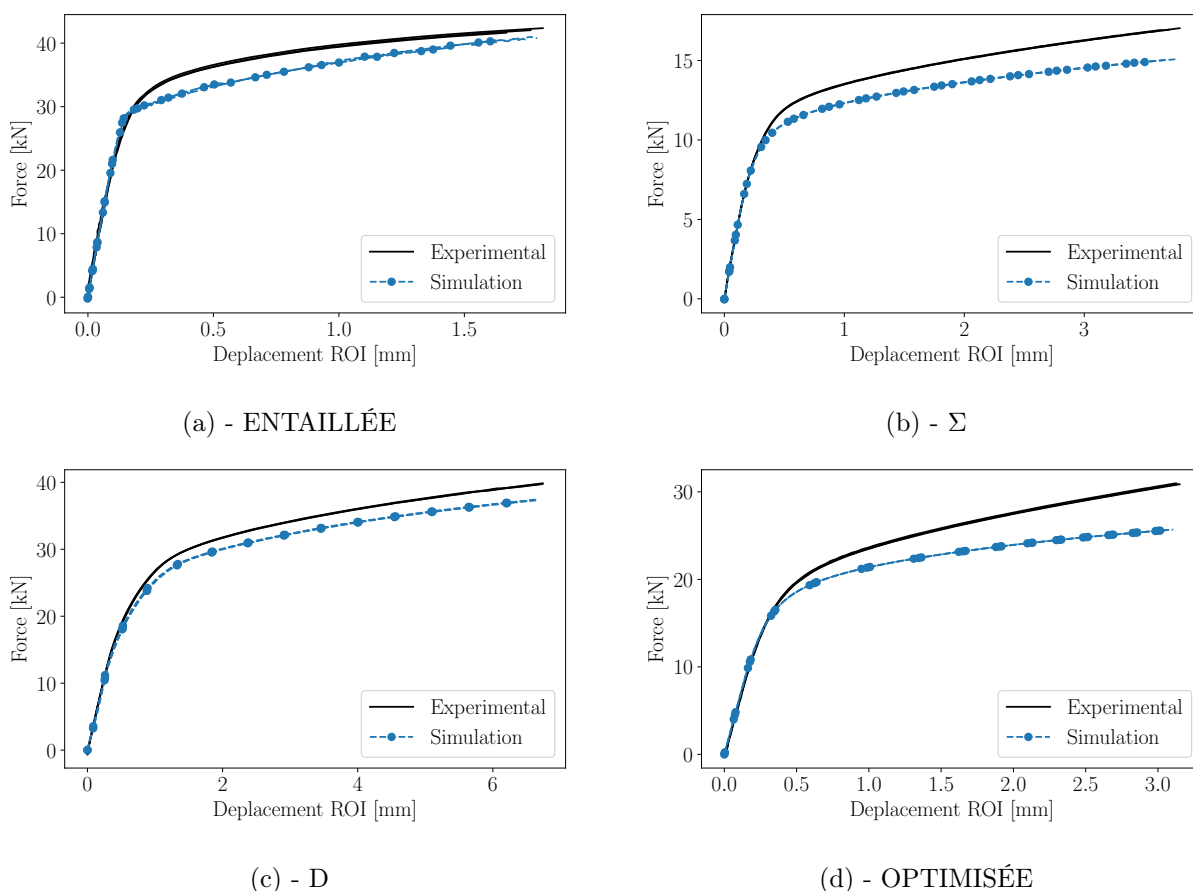 40
30
20
10
0
Force [kN]
Experimental
Simulation
0.0 0.5 1.0 1.5
Deplacement ROI [mm]
(a) - ENTAILLÉE
15
10
5
0
Force [kN]
Experimental
Simulation
0 1 2 3
Deplacement ROI [mm]
(b) - Σ
40
30
20
10
0
Force [kN]
Experimental
Simulation
0 2 4 6
Deplacement ROI [mm]
(c) - D
30
20
10
0
Force [kN]
Experimental
Simulation
0.0 0.5 1.0 1.5 2.0 2.5 3.0
Deplacement ROI [mm]
(d) - OPTIMISÉE